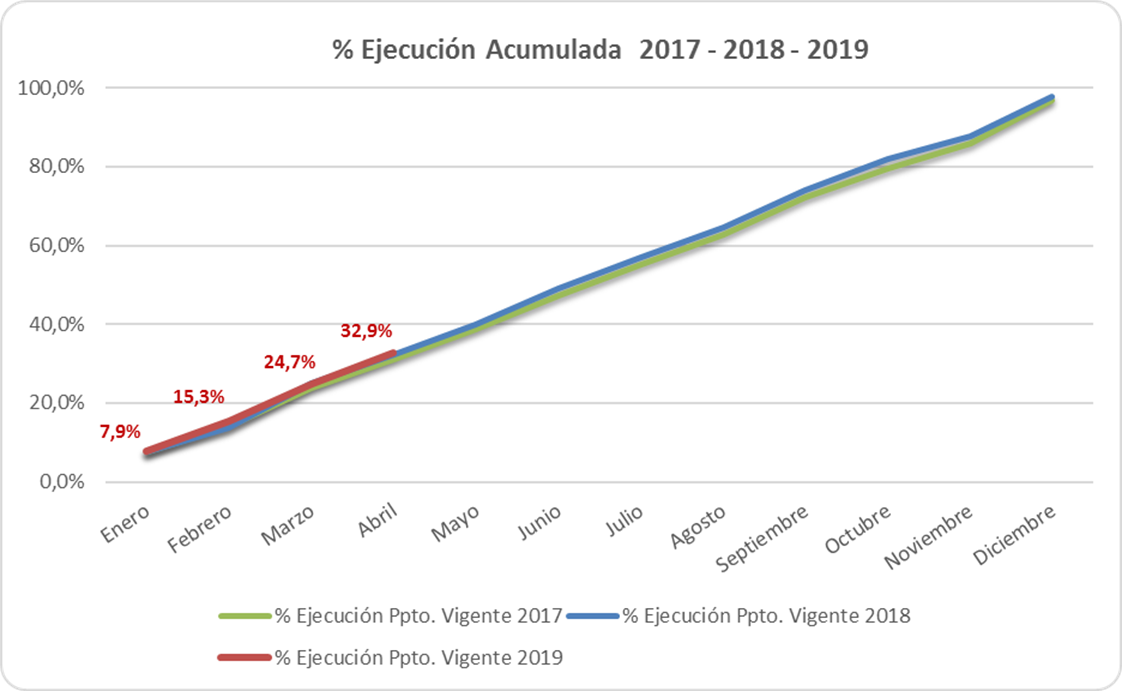 % Ejecución Acumulada 2017 - 2018 - 2019
100,0%
80,0%
60,0%
40,0%
20,0%
0,0%
7,9%
15,3%
24,7%
32,9%
Enero
Febrero
Marzo
Abril
Mayo
Junio
Julio
Agosto
Septiembre
Octubre
Noviembre
Diciembre
% Ejecución Ppto. Vigente 2017
% Ejecución Ppto. Vigente 2018
% Ejecución Ppto. Vigente 2019